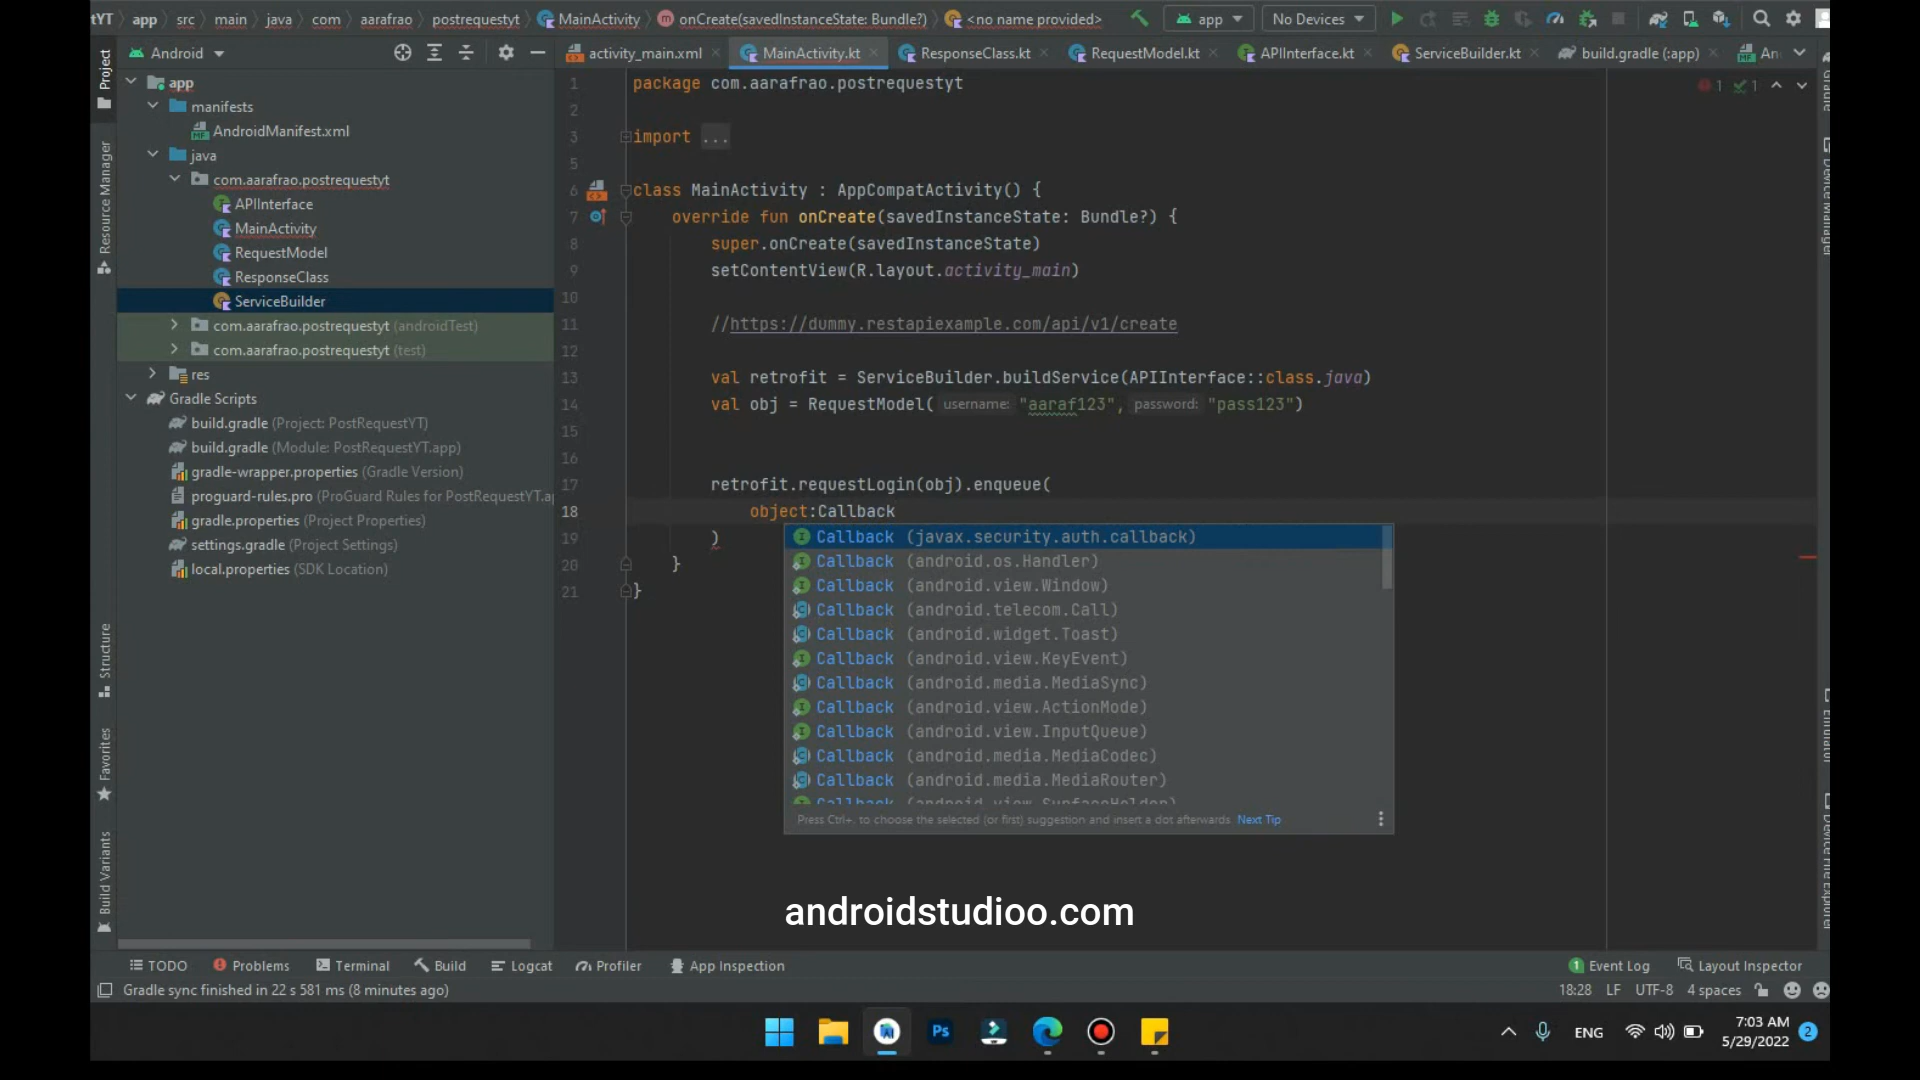 tYT app src main java com aarafrao postrequestyt MainActivity onCreate(savedInstanceState: Bundle?) <no name provided> app No Devices
Project
Android
activity_main.xml MainActivity.kt ResponseClass.kt RequestModel.kt APIInterface.kt ServiceBuilder.kt build.gradle (:app) An
app
manifests
AndroidManifest.xml
java
com.aarafrao.postrequestyt
APIInterface
MainActivity
RequestModel
ResponseClass
ServiceBuilder
com.aarafrao.postrequestyt (androidTest)
com.aarafrao.postrequestyt (test)
res
Gradle Scripts
build.gradle (Project: PostRequestYT)
build.gradle (Module: PostRequestYT.app)
gradle-wrapper.properties (Gradle Version)
proguard-rules.pro (ProGuard Rules for PostRequestYT.ap
gradle.properties (Project Properties)
settings.gradle (Project Settings)
local.properties (SDK Location)
Resource Manager
Structure
Favorites
Build Variants
1 package com.aarafrao.postrequestyt
2
3 import ...
5
6 class MainActivity : AppCompatActivity() {
7 override fun onCreate(savedInstanceState: Bundle?) {
8 super.onCreate(savedInstanceState)
9 setContentView(R.layout.activity_main)
10
11 //https://dummy.restapiexample.com/api/v1/create
12
13 val retrofit = ServiceBuilder.buildService(APIInterface::class.java)
14 val obj = RequestModel( username: "aaraf123", password: "pass123")
15
16
17 retrofit.requestLogin(obj).enqueue(
18 object:Callback
19 )
20 }
21 }
1 1
Callback (javax.security.auth.callback)
Callback (android.os.Handler)
Callback (android.view.Window)
Callback (android.telecom.Call)
Callback (android.widget.Toast)
Callback (android.view.KeyEvent)
Callback (android.media.MediaSync)
Callback (android.view.ActionMode)
Callback (android.view.InputQueue)
Callback (android.media.MediaCodec)
Callback (android.media.MediaRouter)
Press Ctrl+. to choose the selected (or first) suggestion and insert a dot afterwards Next Tip
androidstudioo.com
TODO Problems Terminal Build Logcat Profiler App Inspection 1 Event Log Layout Inspector
Gradle sync finished in 22 s 581 ms (8 minutes ago) 18:28 LF UTF-8 4 spaces
Ps
ENG
7:03 AM
5/29/2022
2